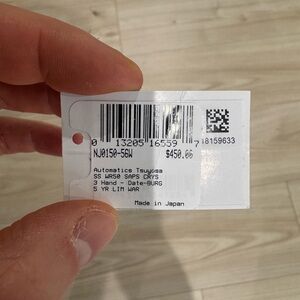 0 13205 16559 7
18159633
NJ0150-56W $450.00
Automatics Tsuyosa
SS WR50 SAPS CRYS
3 Hand - Date-BURG
5 YR LIM WAR
Made in Japan